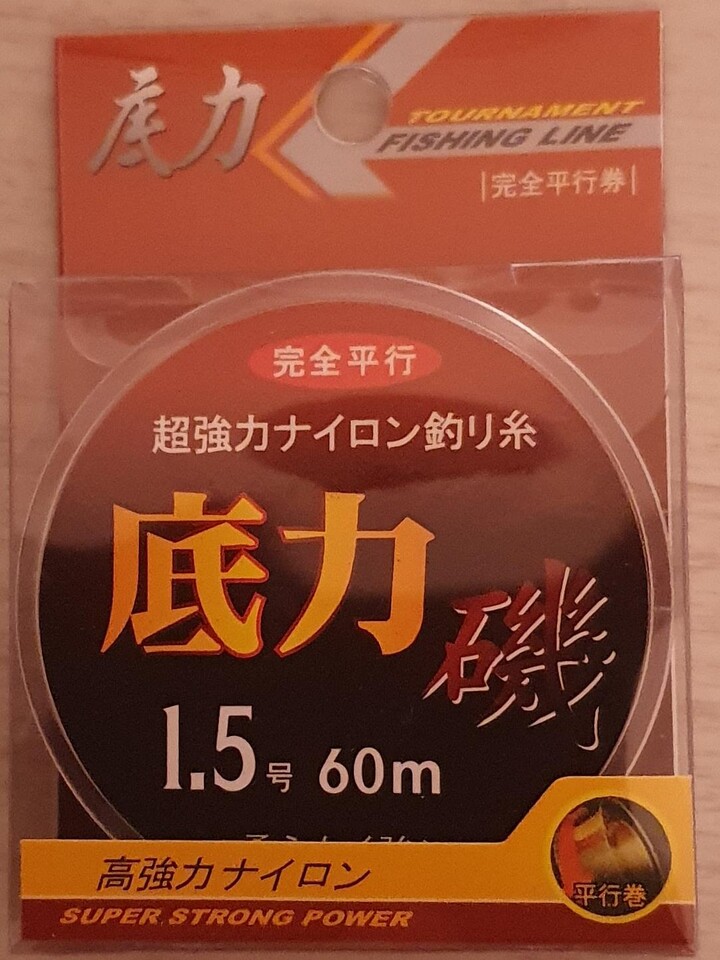 底力
TOURNAMENT
FISHING LINE
|完全平行券|
完全平行
超強力ナイロン釣リ糸
底力
磯
1.5号 60m
高強力ナイロン
平行巻
SUPER STRONG POWER